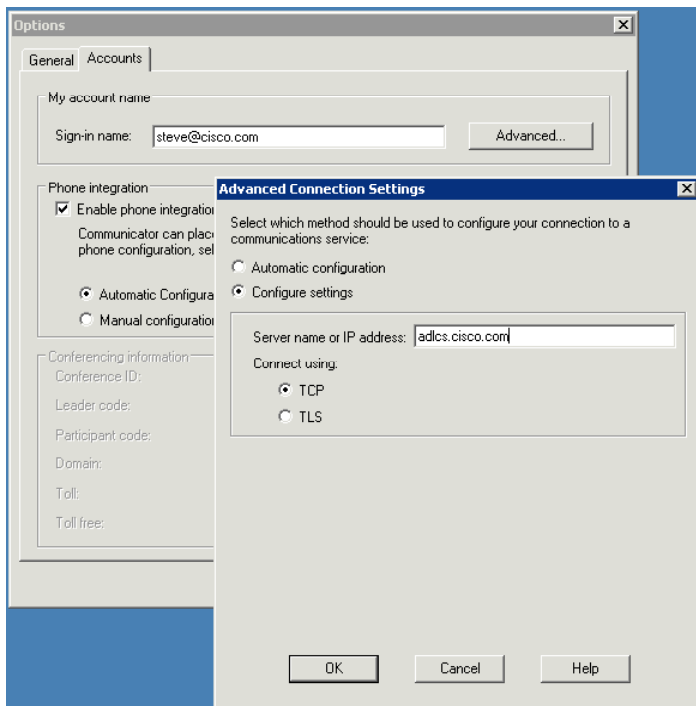 Options
General Accounts
My account name
Sign-in name: steve@cisco.com Advanced...
Phone integration
Enable phone integration
Communicator can plac
phone configuration, sel
Automatic Configura
Manual configuration
Conferencing information
Conference ID:
Leader code:
Participant code:
Domain:
Toll:
Toll free:
Advanced Connection Settings
Select which method should be used to configure your connection to a
communications service:
Automatic configuration
Configure settings
Server name or IP address: adlcs.cisco.com
Connect using:
TCP
TLS
OK Cancel Help